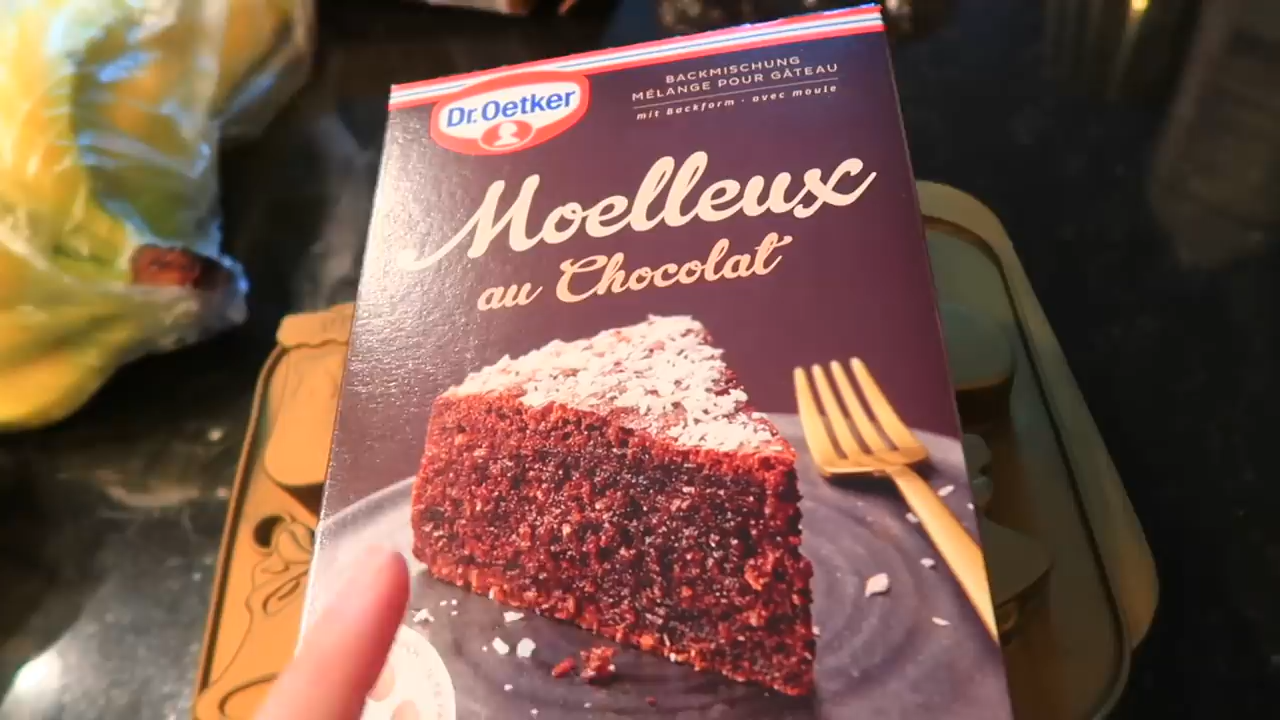 Dr. Oetker
BACKMISCHUNG
MÉLANGE POUR GÂTEAU
mit Backform · avec moule
Moelleux
au Chocolat